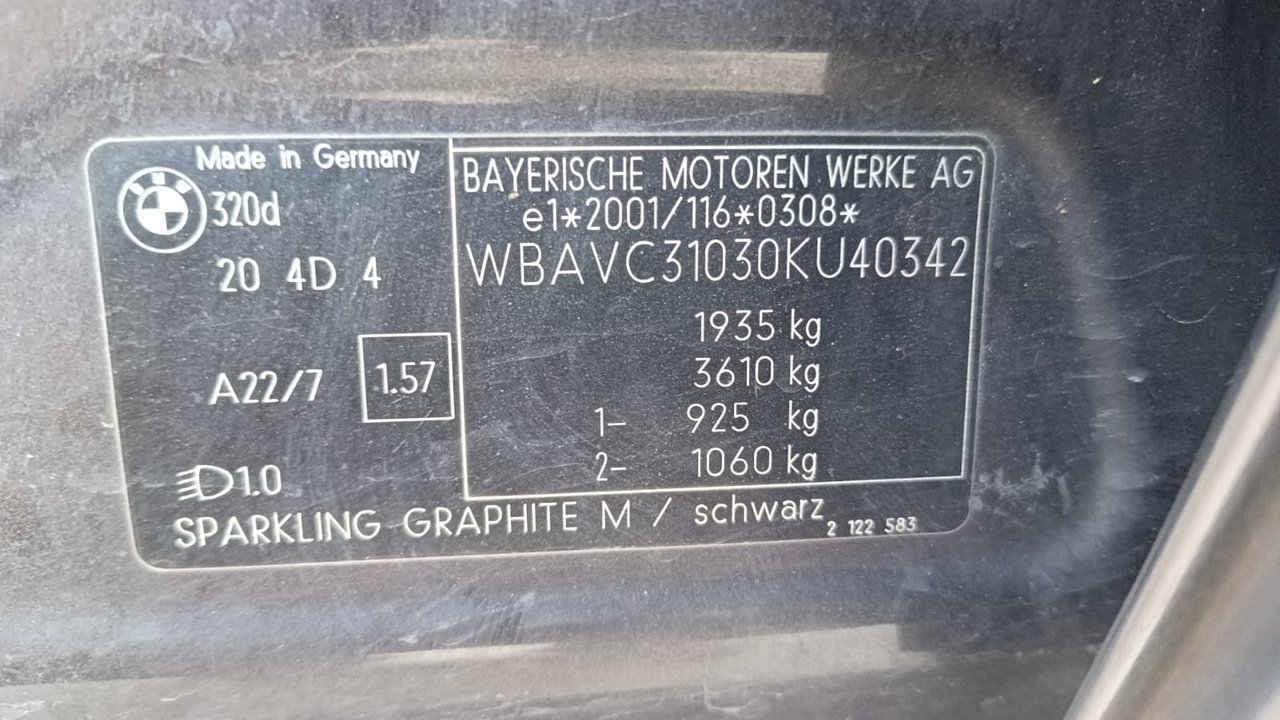 Made in Germany
BMW
320d
20 4D 4
A22/7
1.57
1.0
BAYERISCHE MOTOREN WERKE AG
e1*2001/116*0308*
WBAVC31030KU40342
1935 kg
3610 kg
1- 925 kg
2- 1060 kg
SPARKLING GRAPHITE M / schwarz
2 122 583